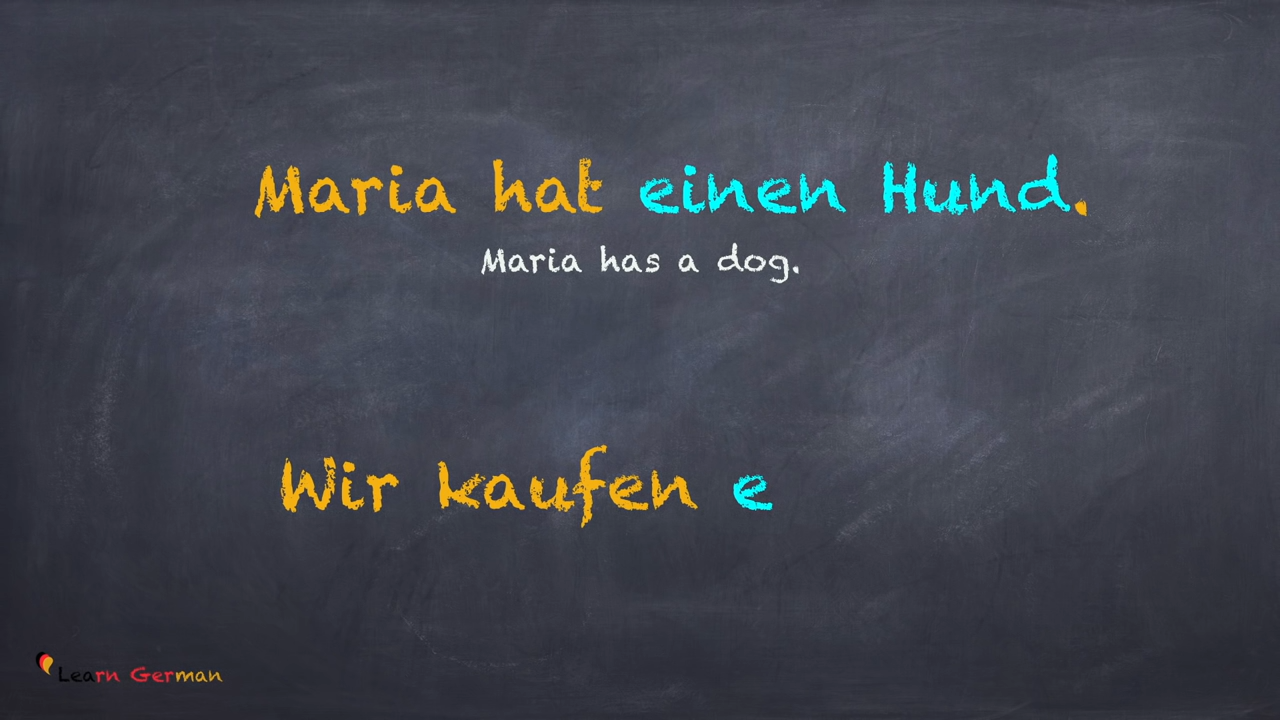 Maria hat einen Hund.
Maria has a dog.
Wir kaufen e
Learn German